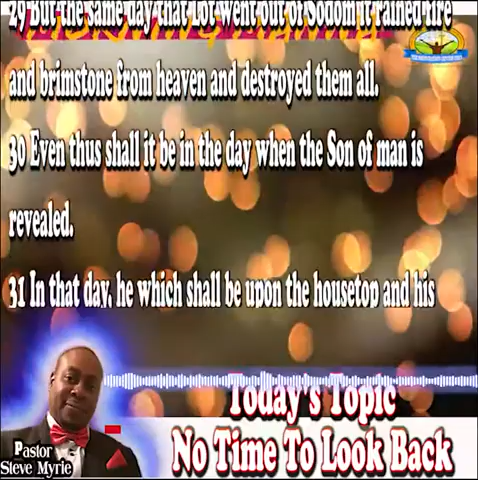 29 But the same day that Lot went out of Sodom it rained fire
and brimstone from heaven and destroyed them all.
30 Even thus shall it be in the day when the Son of man is
revealed.
31 In that day, he which shall be upon the housetop and his
Today's Topic
No Time To Look Back
Pastor
Steve Myrie